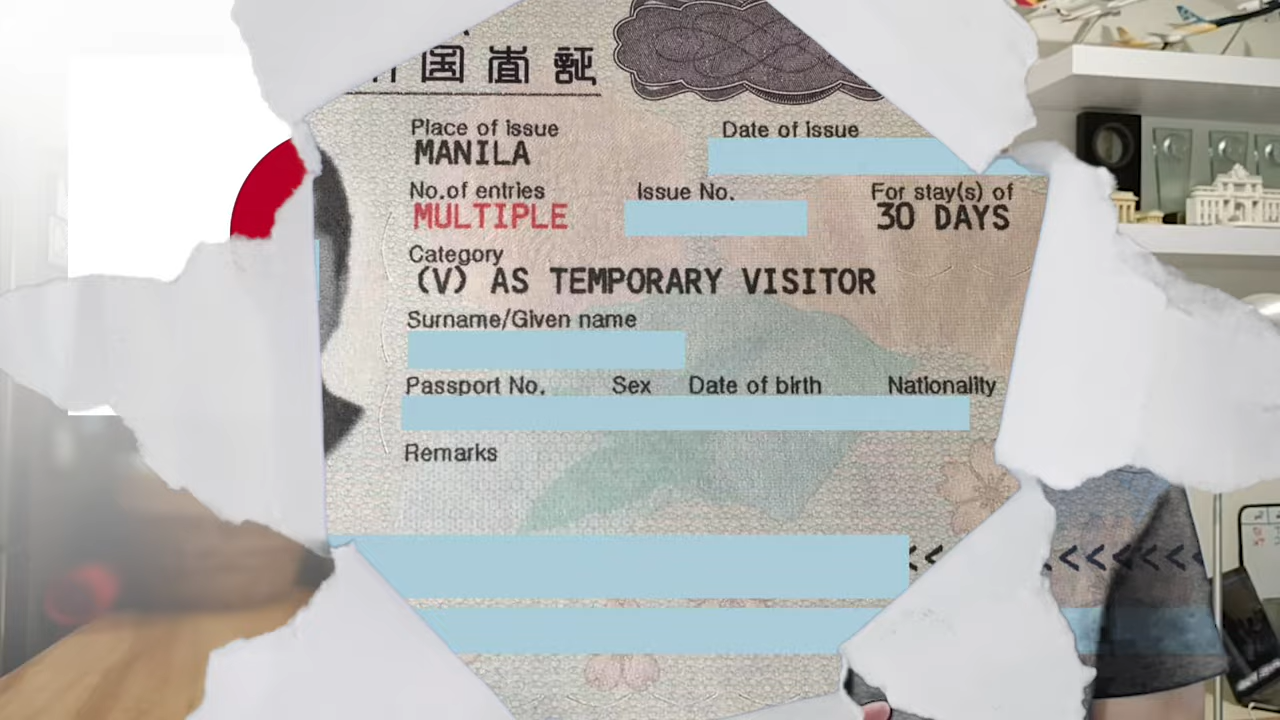 国査証
Place of issue
MANILA
Date of issue
No.of entries
MULTIPLE
Issue No.
For stay(s) of
30 DAYS
Category
(V) AS TEMPORARY VISITOR
Surname/Given name
Passport No. Sex Date of birth Nationality
Remarks
<<
<<<<<<